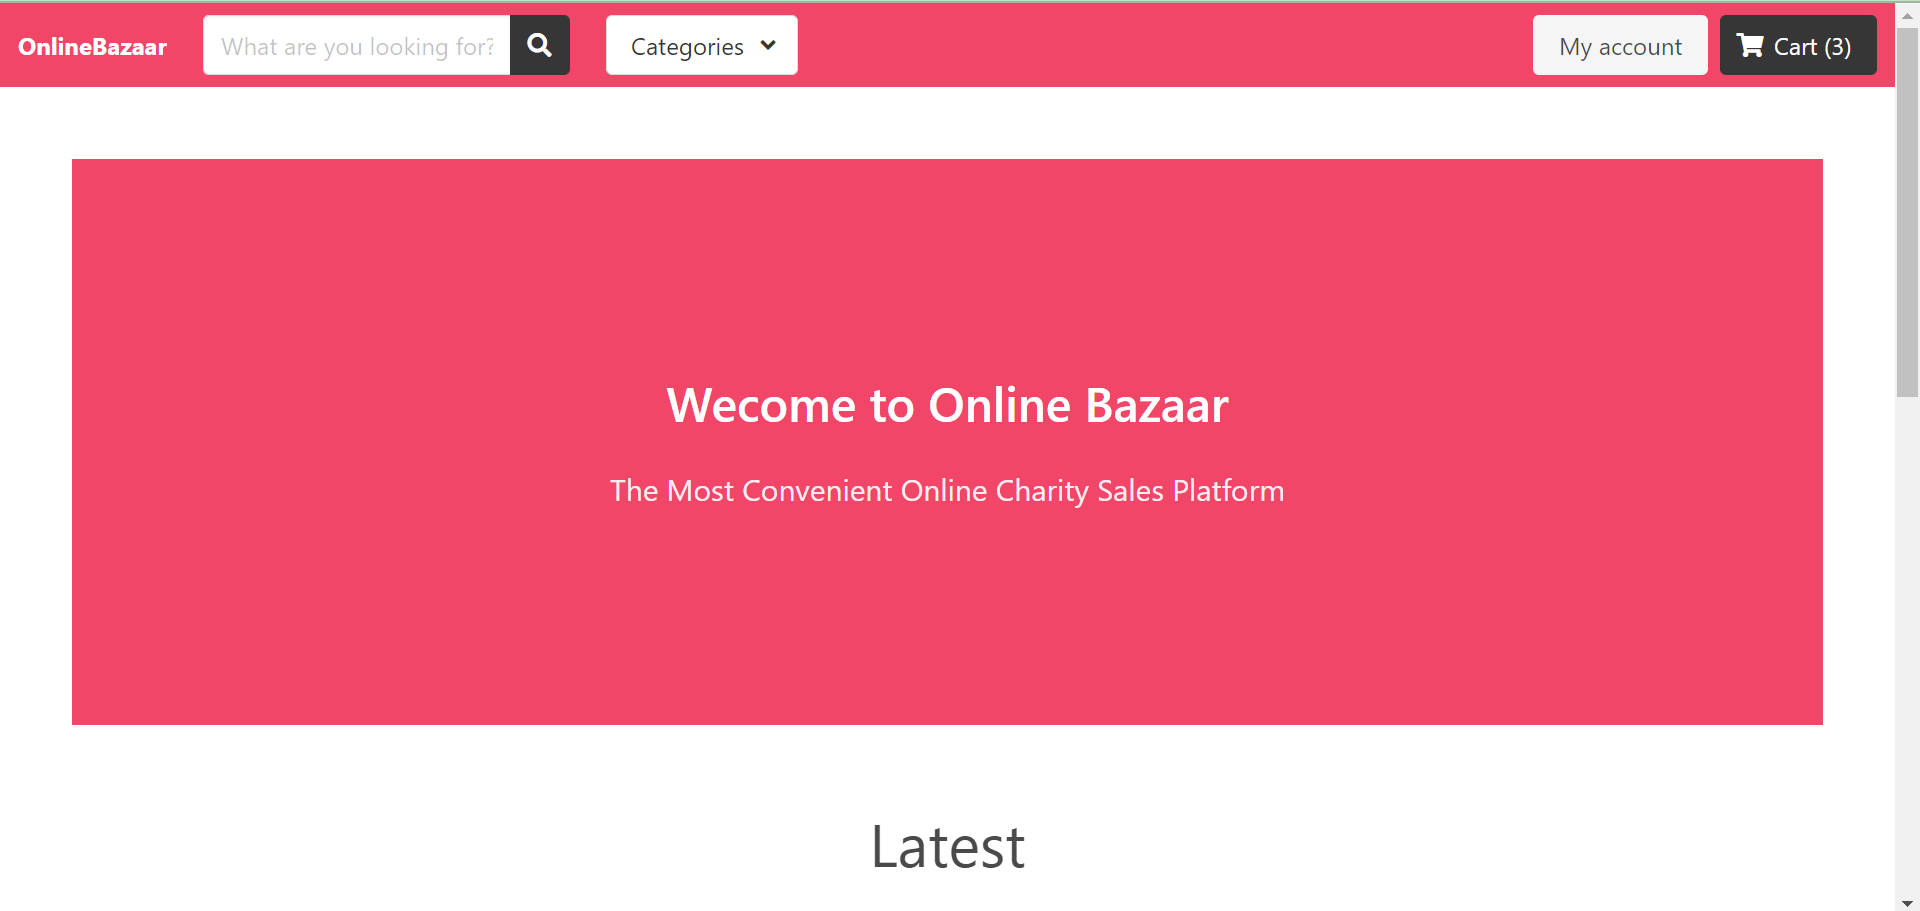 OnlineBazaar
What are you looking for?
Categories
My account
Cart (3)
Wecome to Online Bazaar
The Most Convenient Online Charity Sales Platform
Latest